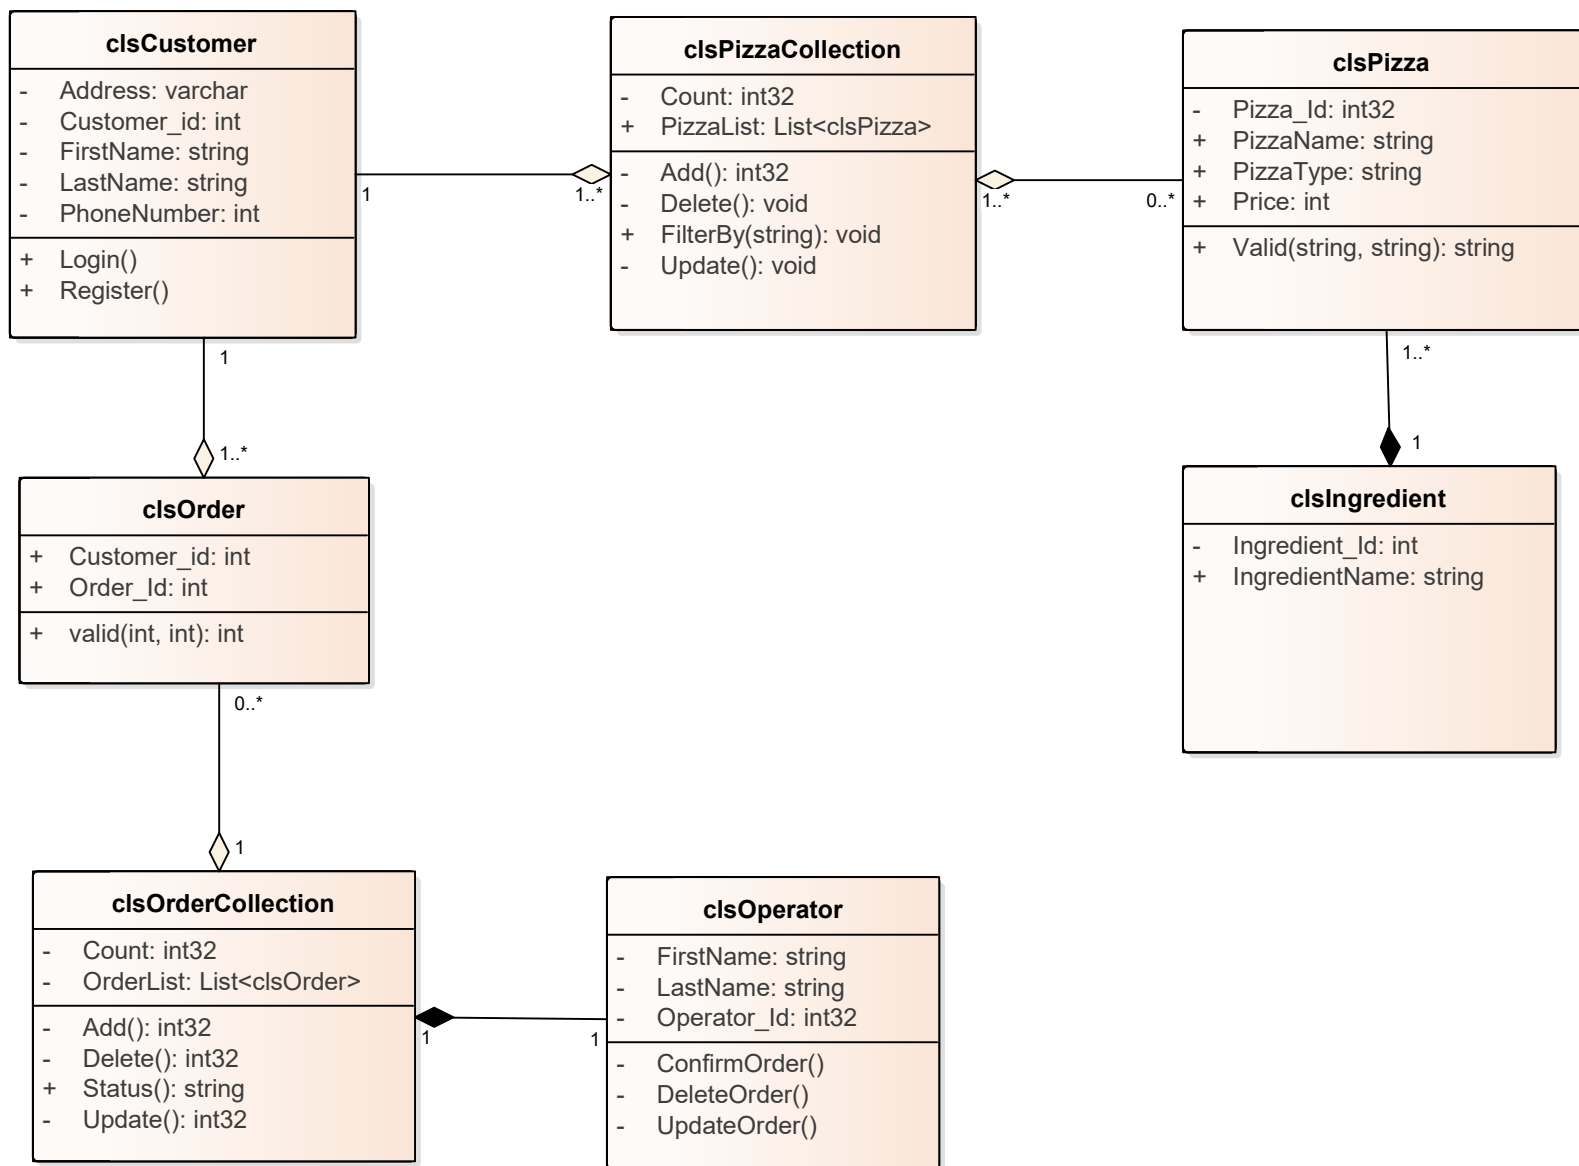 clsCustomer
- Address: varchar
- Customer_id: int
- FirstName: string
- LastName: string
- PhoneNumber: int
+ Login()
+ Register()
1
1..*
clsPizzaCollection
- Count: int32
+ PizzaList: List<clsPizza>
- Add(): int32
- Delete(): void
+ FilterBy(string): void
- Update(): void
1..*
0..*
clsPizza
- Pizza_Id: int32
+ PizzaName: string
+ PizzaType: string
+ Price: int
+ Valid(string, string): string
1
1..*
1..*
1
clsOrder
+ Customer_id: int
+ Order_Id: int
+ valid(int, int): int
clsIngredient
- Ingredient_Id: int
+ IngredientName: string
0..*
1
clsOrderCollection
- Count: int32
- OrderList: List<clsOrder>
- Add(): int32
- Delete(): int32
+ Status(): string
- Update(): int32
1
1
clsOperator
- FirstName: string
- LastName: string
- Operator_Id: int32
- ConfirmOrder()
- DeleteOrder()
- UpdateOrder()